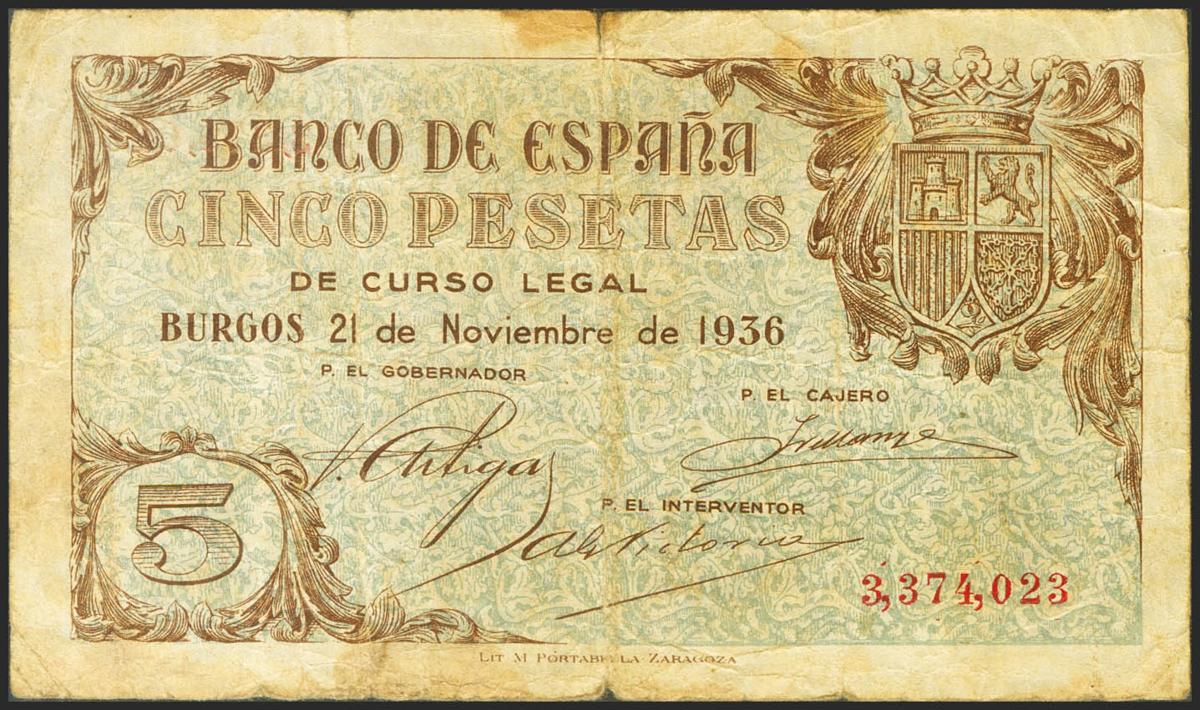 BANCO DE ESPAÑA
CINCO PESETAS
DE CURSO LEGAL
BURGOS 21 de Noviembre de 1936
P. EL GOBERNADOR
P. EL CAJERO
V. Artigas
P. EL INTERVENTOR
5
3,374,023
LIT M PORTABELLA ZARAGOZA